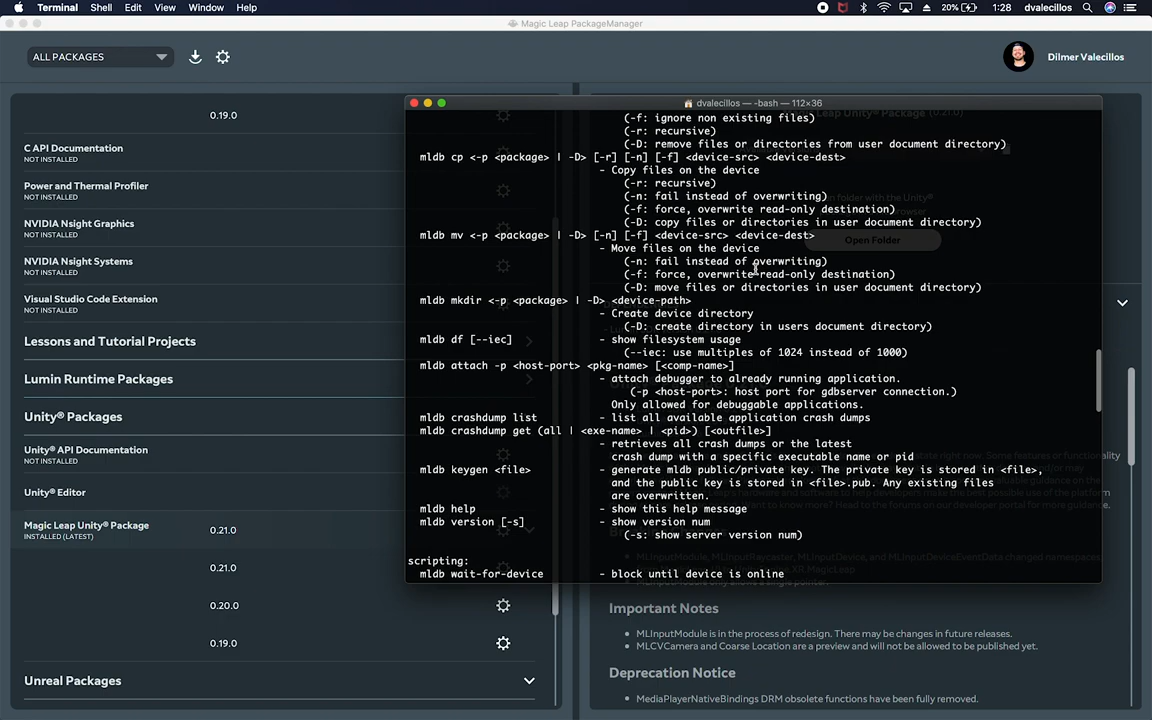 Terminal Shell Edit View Window Help 20% 1:28 dvalecillos
Magic Leap PackageManager
ALL PACKAGES
Dilmer Valecillos
0.19.0
C API Documentation
NOT INSTALLED
Power and Thermal Profiler
NOT INSTALLED
NVIDIA Nsight Graphics
NOT INSTALLED
NVIDIA Nsight Systems
NOT INSTALLED
Visual Studio Code Extension
NOT INSTALLED
Lessons and Tutorial Projects
Lumin Runtime Packages
Unity® Packages
Unity® API Documentation
NOT INSTALLED
Unity® Editor
Magic Leap Unity® Package 0.21.0
INSTALLED (LATEST)
0.21.0
0.20.0
0.19.0
Unreal Packages
dvalecillos — -bash — 112×36
(-f: ignore non existing files)
(-r: recursive)
(-D: remove files or directories from user document directory)
mldb cp <-p <package> | -D> [-r] [-n] [-f] <device-src> <device-dest>
- Copy files on the device
(-r: recursive)
(-n: fail instead of overwriting)
(-f: force, overwrite read-only destination)
(-D: copy files or directories in user document directory)
mldb mv <-p <package> | -D> [-n] [-f] <device-src> <device-dest>
- Move files on the device
(-n: fail instead of overwriting)
(-f: force, overwrite read-only destination)
(-D: move files or directories in user document directory)
mldb mkdir <-p <package> | -D> <device-path>
- Create device directory
(-D: create directory in users document directory)
mldb df [--iec] - show filesystem usage
(--iec: use multiples of 1024 instead of 1000)
mldb attach -p <host-port> <pkg-name> [<comp-name>]
- attach debugger to already running application.
(-p <host-port>: host port for gdbserver connection.)
Only allowed for debuggable applications.
mldb crashdump list - list all available application crash dumps
mldb crashdump get (all | <exe-name> | <pid>) [<outfile>]
- retrieves all crash dumps or the latest
crash dump with a specific executable name or pid
mldb keygen <file> - generate mldb public/private key. The private key is stored in <file>,
and the public key is stored in <file>.pub. Any existing files
are overwritten.
mldb help - show this help message
mldb version [-s] - show version num
(-s: show server version num)
scripting:
mldb wait-for-device - block until device is online
Open Folder
Important Notes
MLInputModule is in the process of redesign. There may be changes in future releases.
MLCVCamera and Coarse Location are a preview and will not be allowed to be published yet.
Deprecation Notice
MediaPlayerNativeBindings DRM obsolete functions have been fully removed.